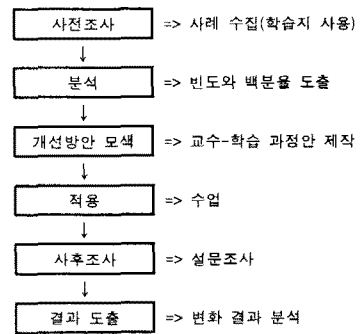 사전조사 => 사례 수집(학습지 사용)
↓
분석 => 빈도와 백분율 도출
↓
개선방안 모색 => 교수-학습 과정안 제작
↓
적용 => 수업
↓
사후조사 => 설문조사
↓
결과 도출 => 변화 결과 분석